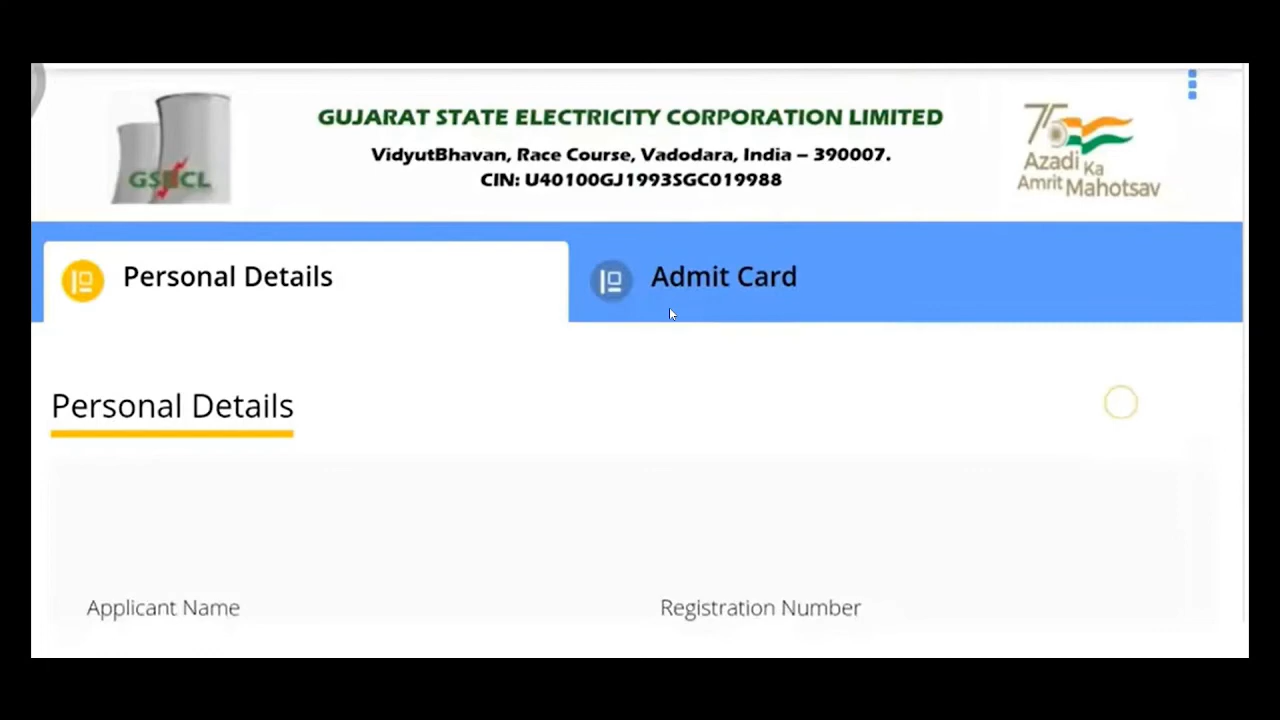 GUJARAT STATE ELECTRICITY CORPORATION LIMITED
VidyutBhavan, Race Course, Vadodara, India – 390007.
CIN: U40100GJ1993SGC019988
GSECL
75
Azadi Ka
Amrit Mahotsav
Personal Details
Admit Card
Personal Details
Applicant Name
Registration Number